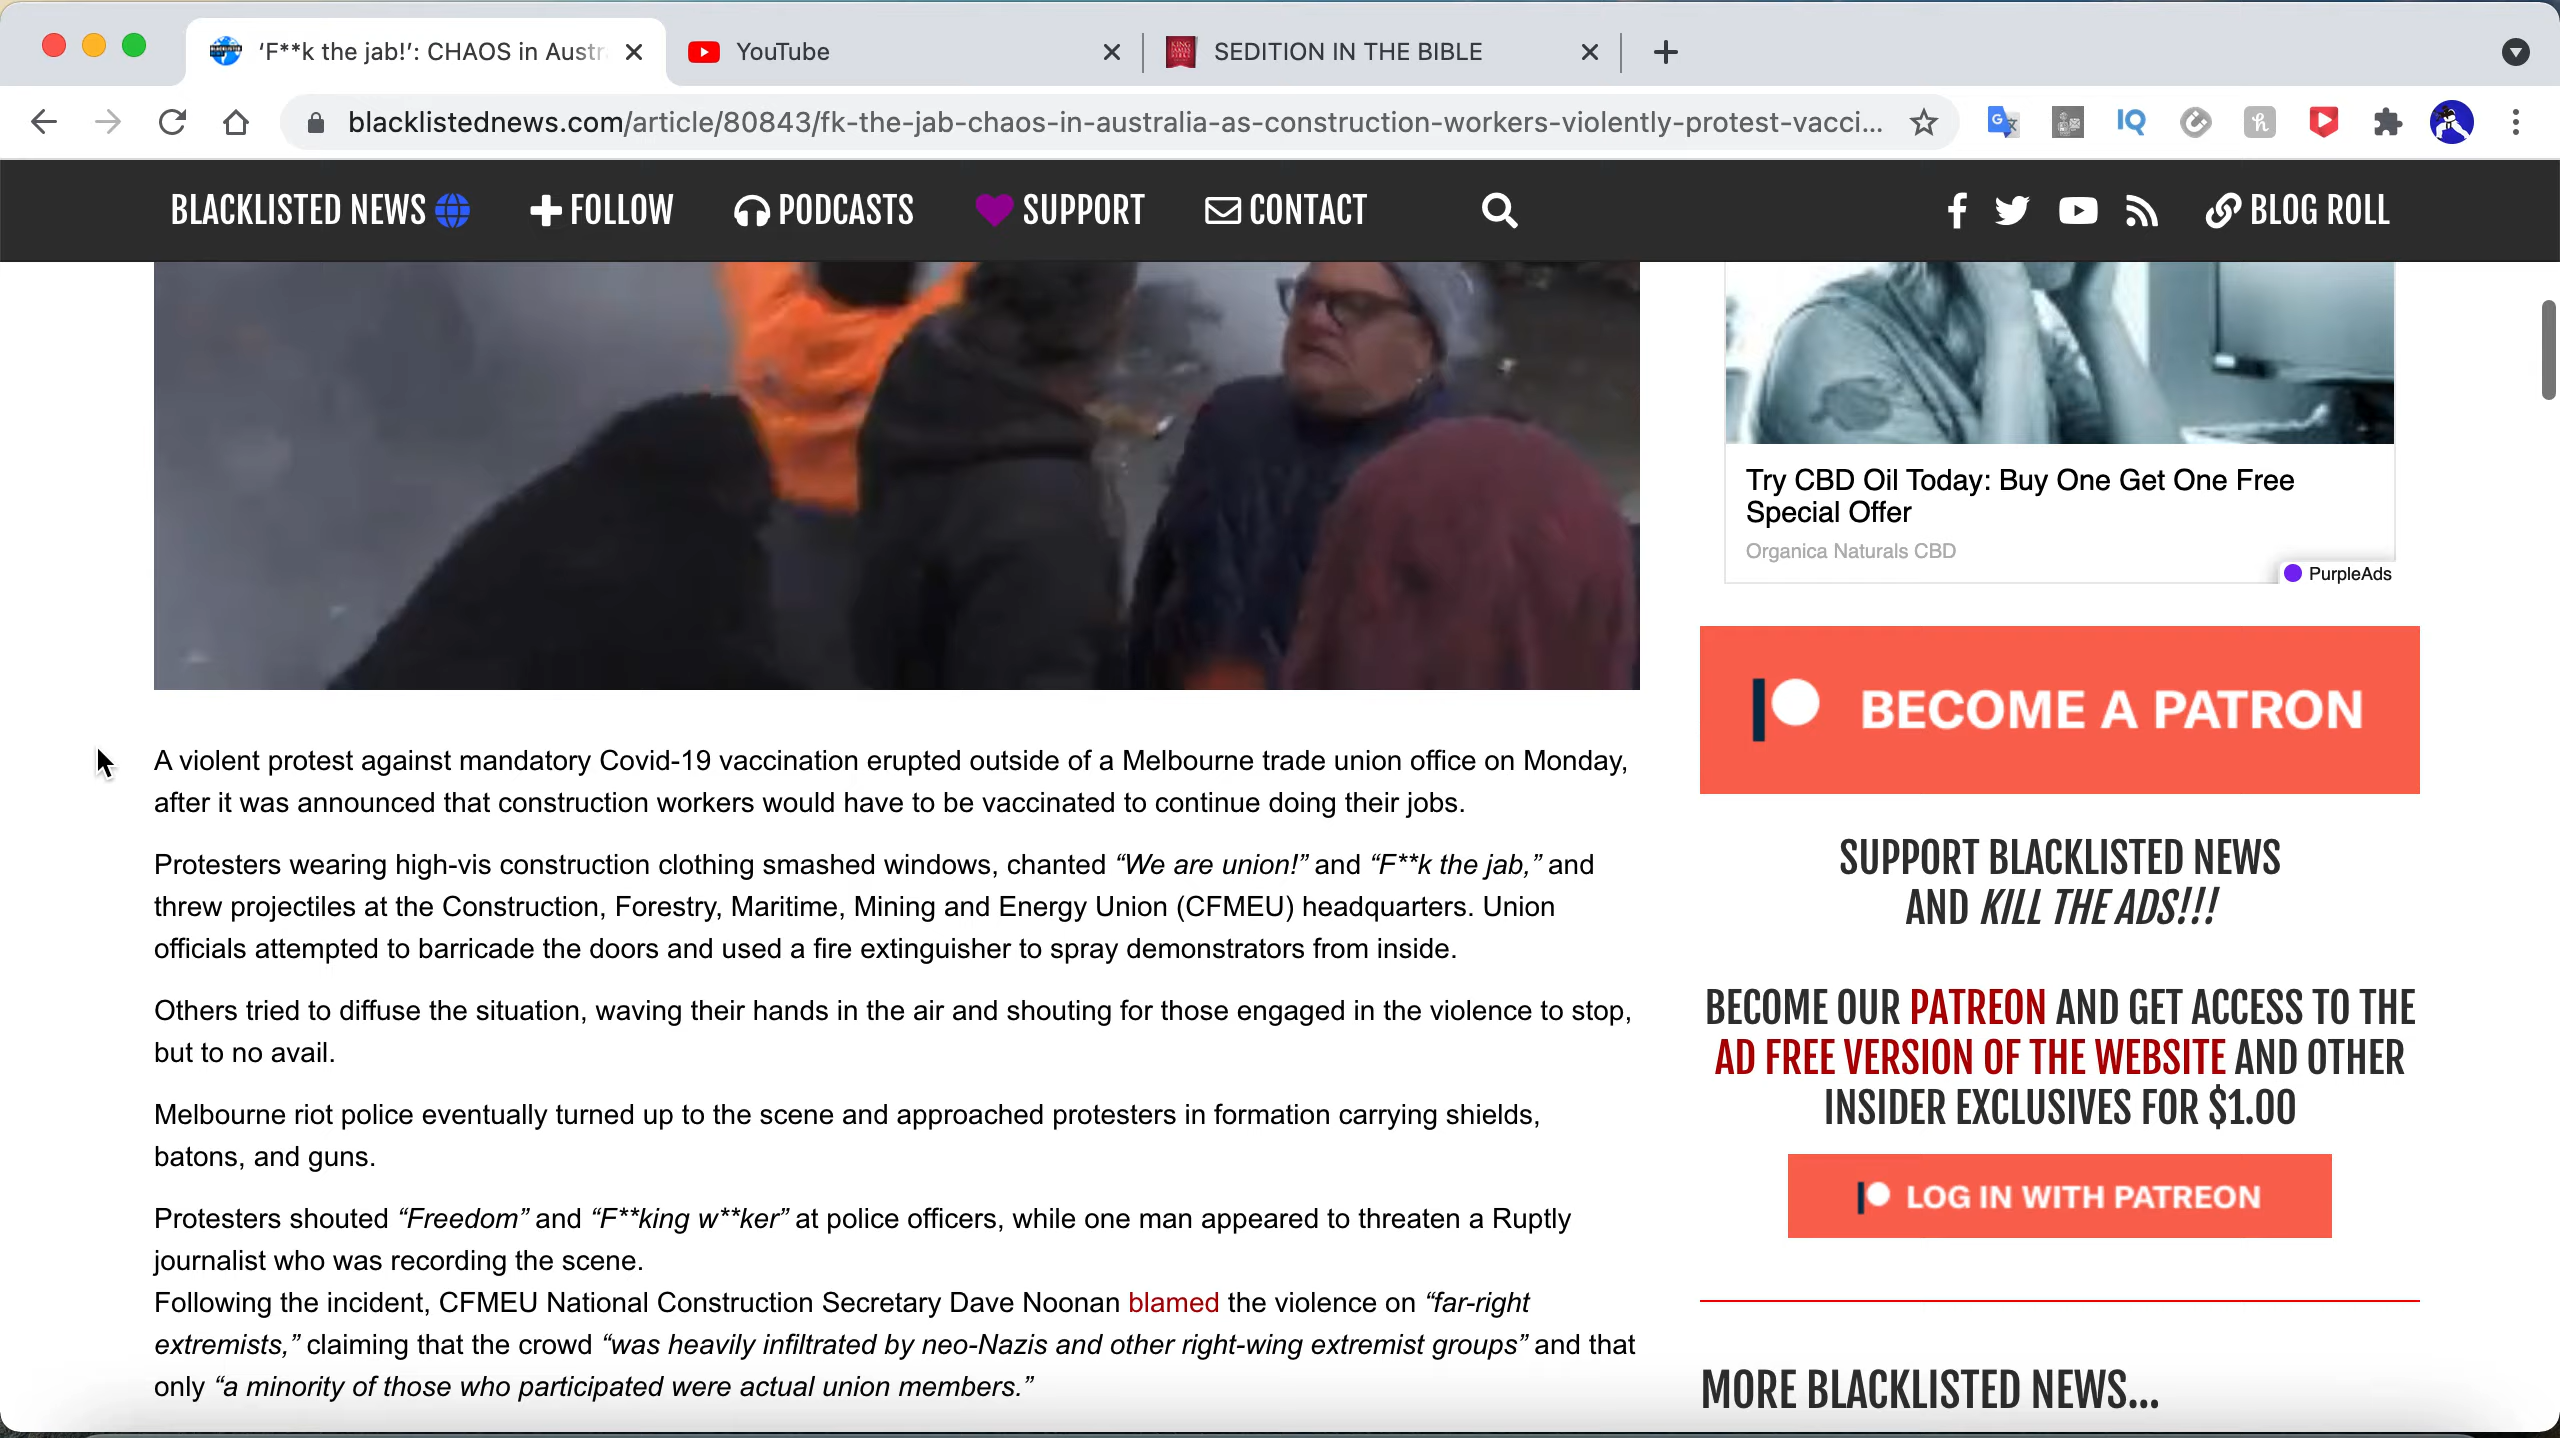 ‘F**k the jab!’: CHAOS in Austr
YouTube
SEDITION IN THE BIBLE
blacklistednews.com/article/80843/fk-the-jab-chaos-in-australia-as-construction-workers-violently-protest-vacci...
BLACKLISTED NEWS
FOLLOW
PODCASTS
SUPPORT
CONTACT
BLOG ROLL
Try CBD Oil Today: Buy One Get One Free
Special Offer
Organica Naturals CBD
PurpleAds
BECOME A PATRON
A violent protest against mandatory Covid-19 vaccination erupted outside of a Melbourne trade union office on Monday,
after it was announced that construction workers would have to be vaccinated to continue doing their jobs.
Protesters wearing high-vis construction clothing smashed windows, chanted “We are union!” and “F**k the jab,” and
threw projectiles at the Construction, Forestry, Maritime, Mining and Energy Union (CFMEU) headquarters. Union
officials attempted to barricade the doors and used a fire extinguisher to spray demonstrators from inside.
Others tried to diffuse the situation, waving their hands in the air and shouting for those engaged in the violence to stop,
but to no avail.
Melbourne riot police eventually turned up to the scene and approached protesters in formation carrying shields,
batons, and guns.
Protesters shouted “Freedom” and “F**king w**ker” at police officers, while one man appeared to threaten a Ruptly
journalist who was recording the scene.
Following the incident, CFMEU National Construction Secretary Dave Noonan blamed the violence on “far-right
extremists,” claiming that the crowd “was heavily infiltrated by neo-Nazis and other right-wing extremist groups” and that
only “a minority of those who participated were actual union members.”
SUPPORT BLACKLISTED NEWS
AND KILL THE ADS!!!
BECOME OUR PATREON AND GET ACCESS TO THE
AD FREE VERSION OF THE WEBSITE AND OTHER
INSIDER EXCLUSIVES FOR $1.00
LOG IN WITH PATREON
MORE BLACKLISTED NEWS...